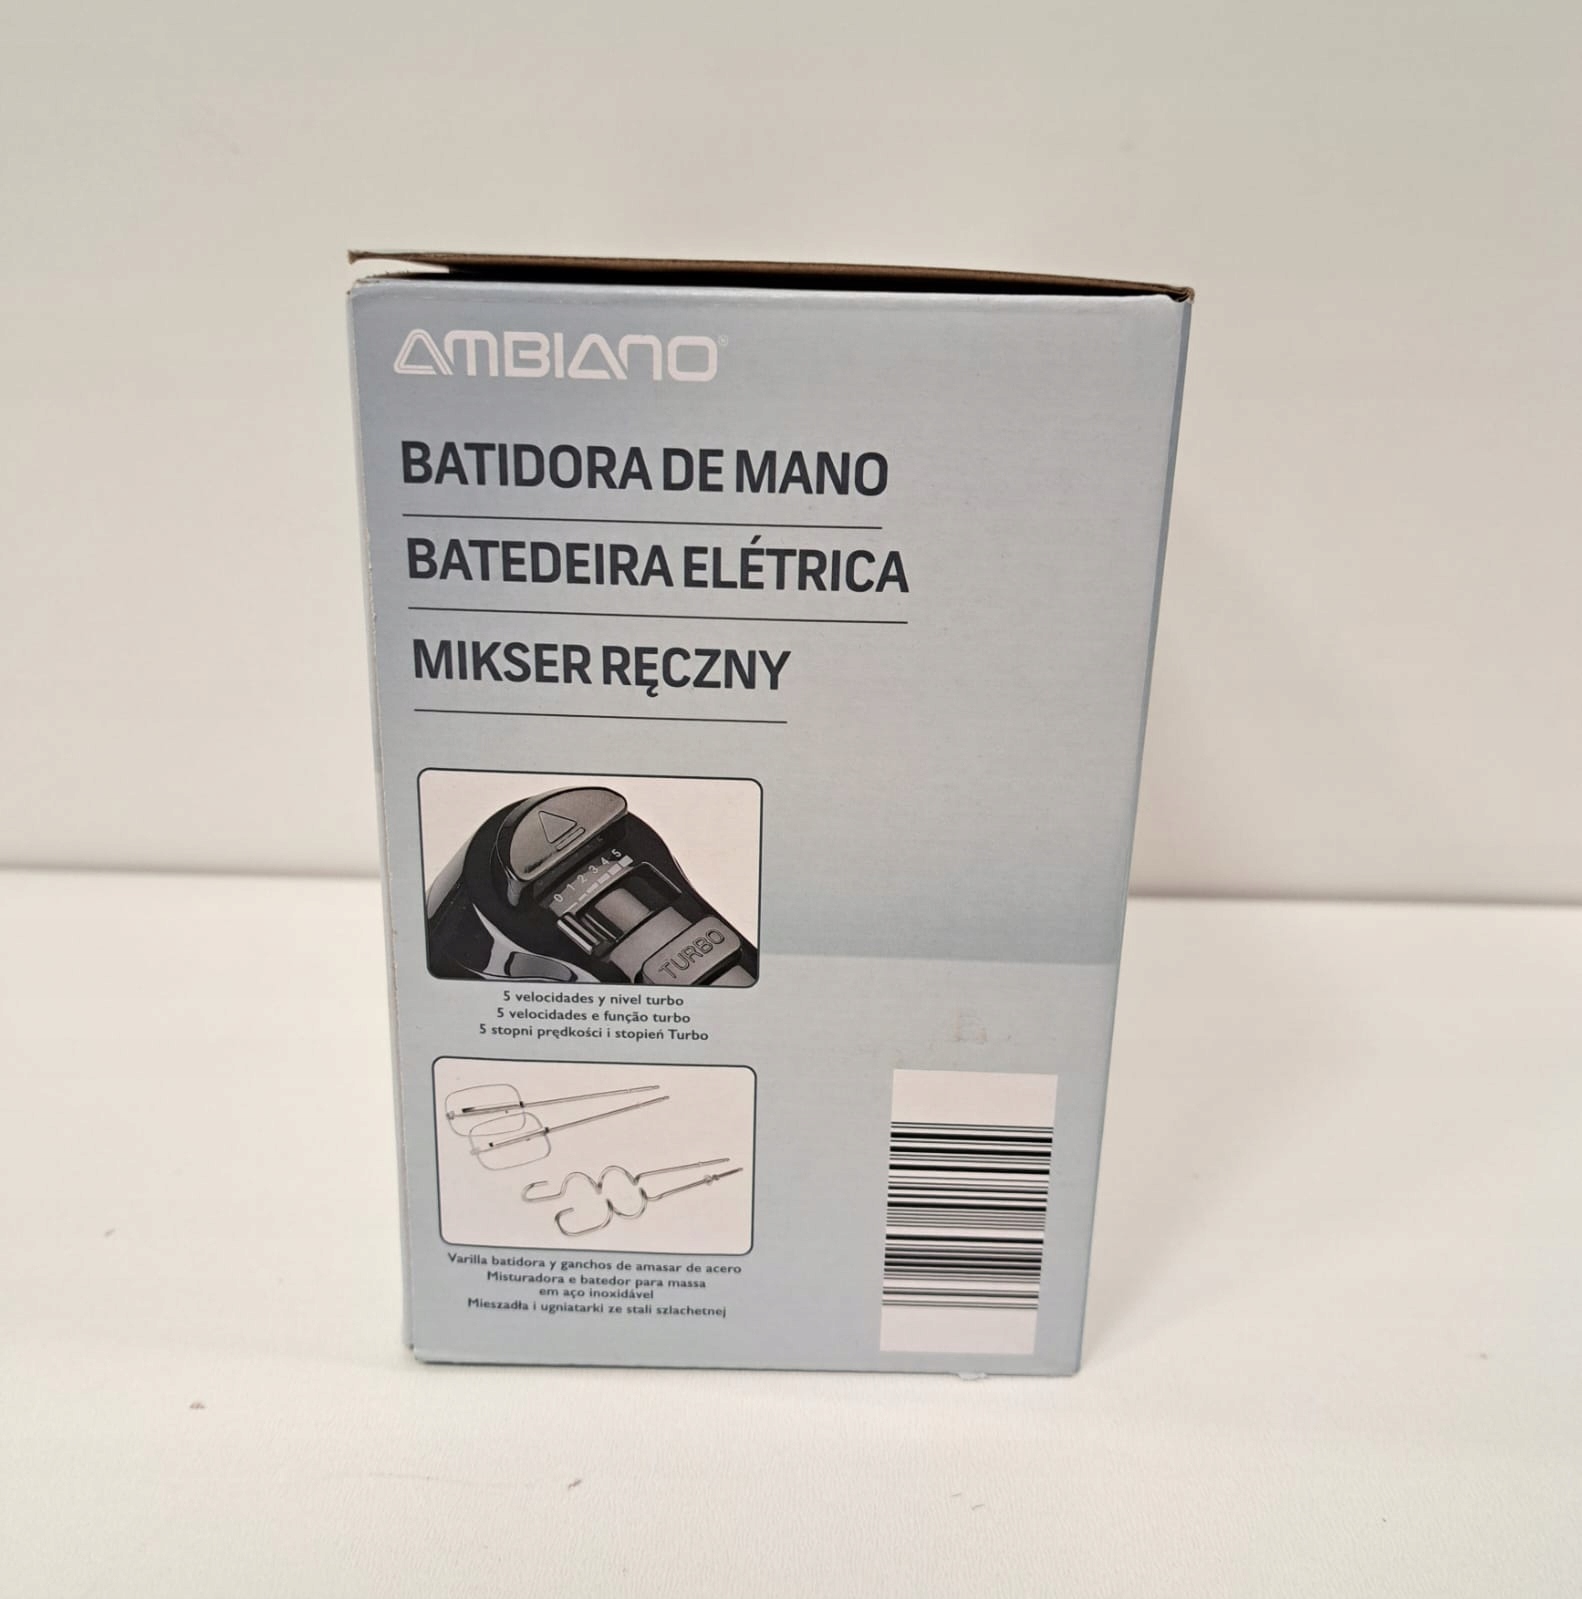 AMBIANO®
BATIDORA DE MANO
BATEDEIRA ELÉTRICA
MIKSER RĘCZNY
0 1 2 3 4 5
TURBO
5 velocidades y nivel turbo
5 velocidades e função turbo
5 stopni prędkości i stopień Turbo
Varilla batidora y ganchos de amasar de acero
Misturadora e batedor para massa
em aço inoxidável
Mieszadła i ugniatarki ze stali szlachetnej